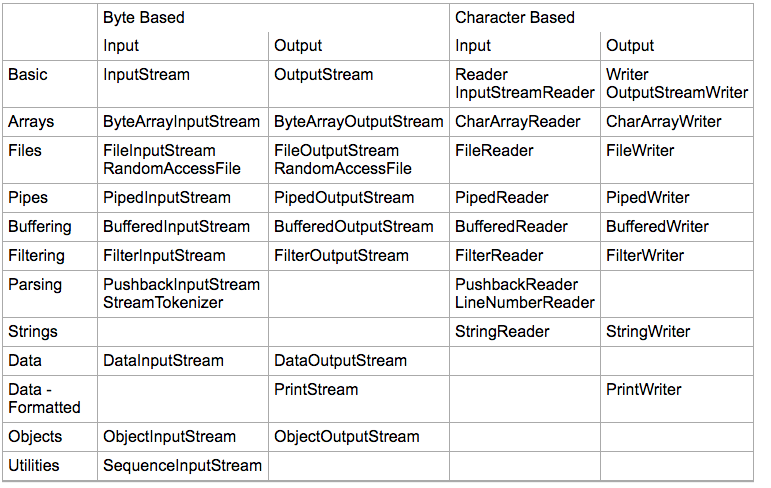 Byte Based Character Based
Input Output Input Output
Basic InputStream OutputStream Reader Writer
InputStreamReader OutputStreamWriter
Arrays ByteArrayInputStream ByteArrayOutputStream CharArrayReader CharArrayWriter
Files FileInputStream FileOutputStream FileReader FileWriter
RandomAccessFile RandomAccessFile
Pipes PipedInputStream PipedOutputStream PipedReader PipedWriter
Buffering BufferedInputStream BufferedOutputStream BufferedReader BufferedWriter
Filtering FilterInputStream FilterOutputStream FilterReader FilterWriter
Parsing PushbackInputStream PushbackReader
StreamTokenizer LineNumberReader
Strings StringReader StringWriter
Data DataInputStream DataOutputStream
Data - PrintStream PrintWriter
Formatted
Objects ObjectInputStream ObjectOutputStream
Utilities SequenceInputStream